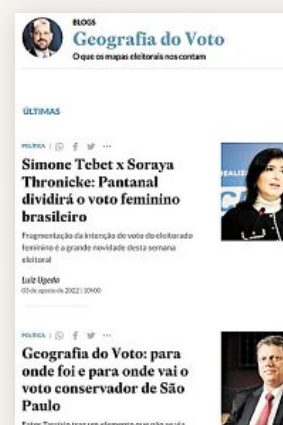 BLOGS
Geografia do Voto
O que os mapas eleitorais nos contam
ÚLTIMAS
POLÍTICA
Simone Tebet x Soraya
Thronicke: Pantanal
dividirá o voto feminino
brasileiro
Fragmentação da intenção de voto do eleitorado
feminino é a grande novidade desta semana
eleitoral
Luiz Ugeda
03 de agosto de 2022 | 10h00
POLÍTICA
Geografia do Voto: para
onde foi e para onde vai o
voto conservador de São
Paulo